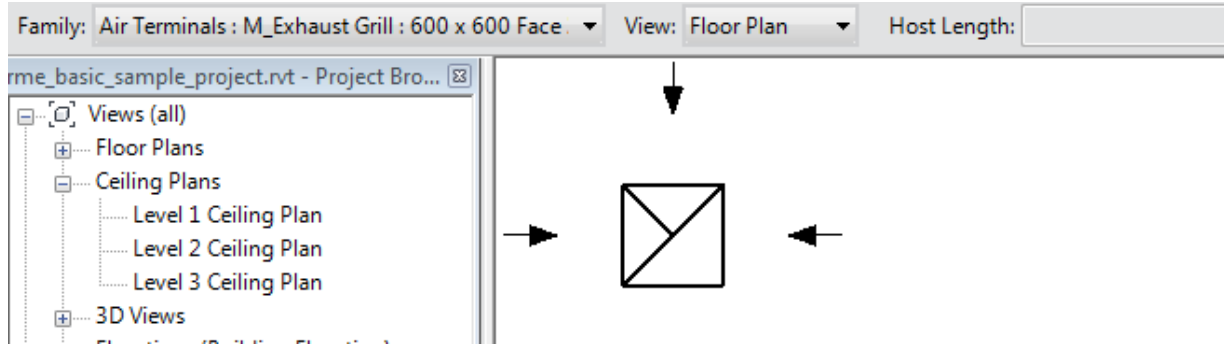 Family: Air Terminals : M_Exhaust Grill : 600 x 600 Face View: Floor Plan Host Length:
rme_basic_sample_project.rvt - Project Bro...
Views (all)
Floor Plans
Ceiling Plans
Level 1 Ceiling Plan
Level 2 Ceiling Plan
Level 3 Ceiling Plan
3D Views